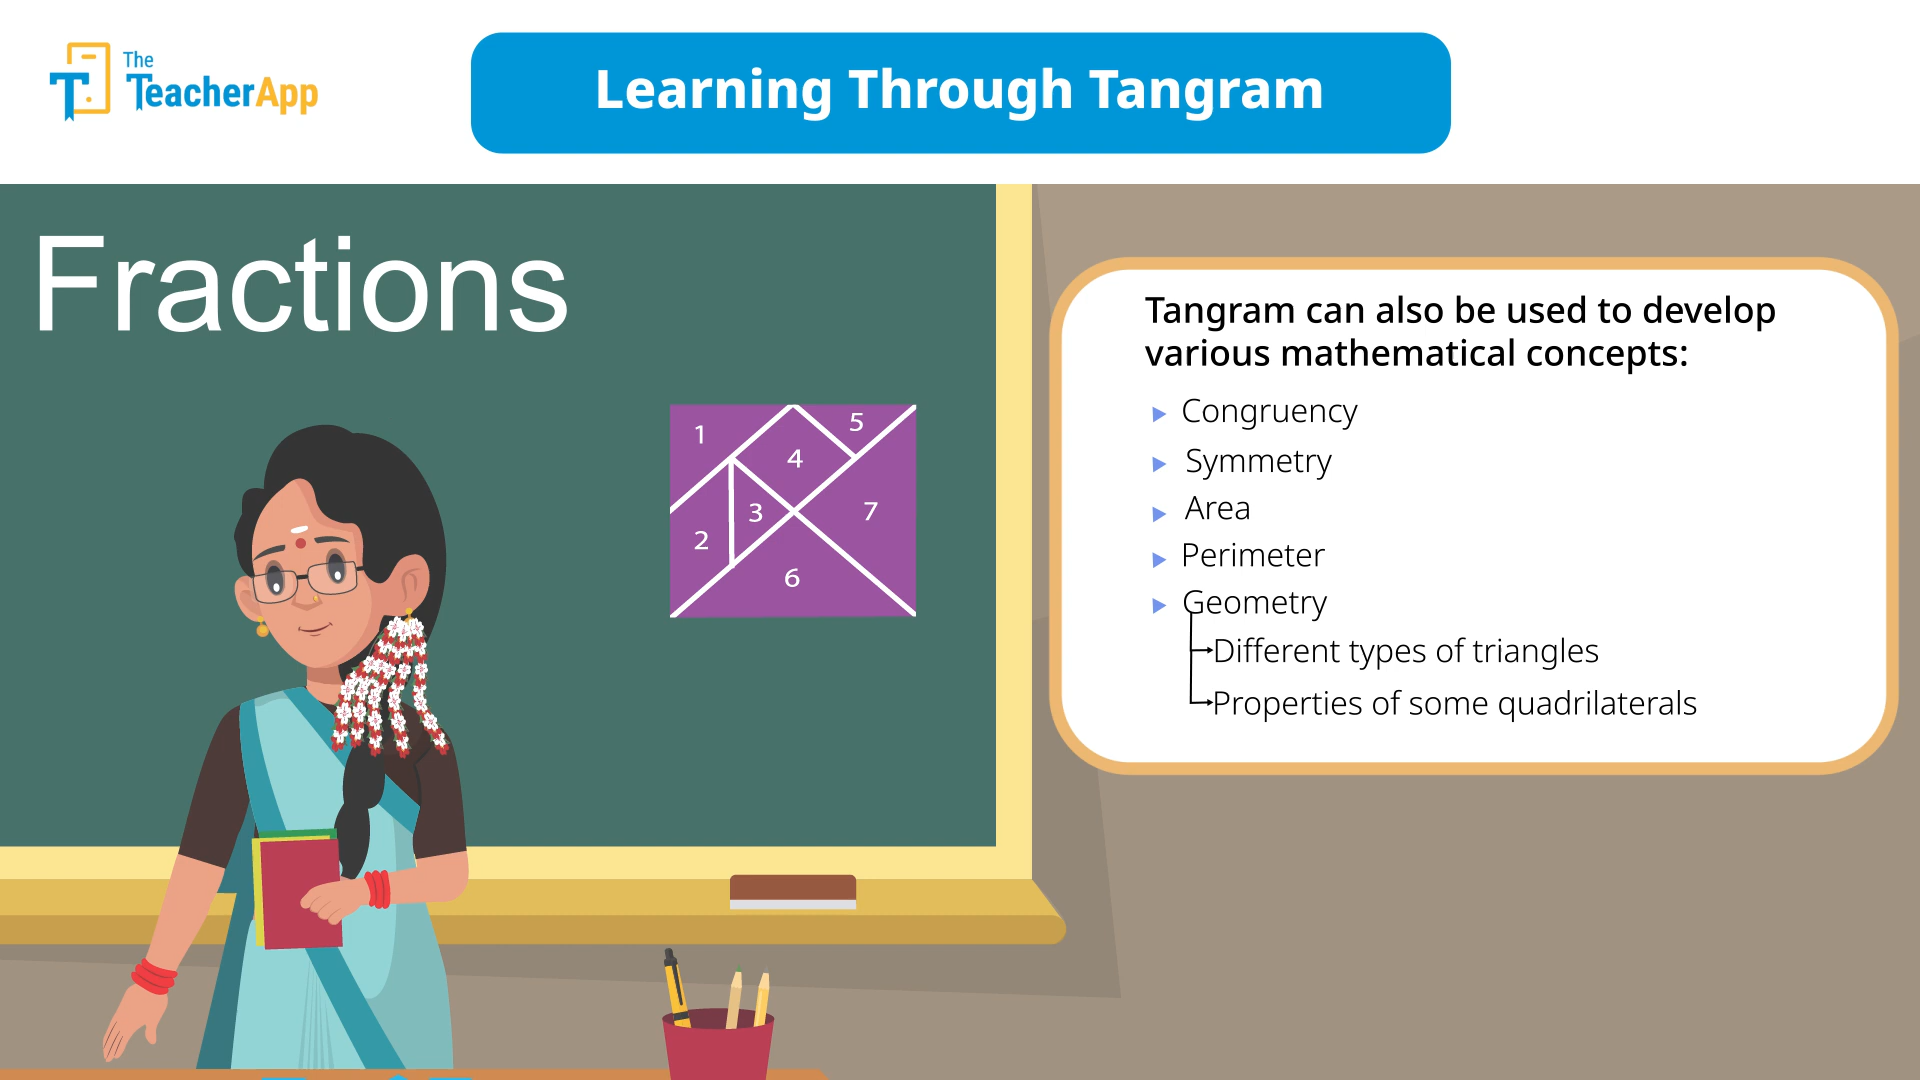 The
TeacherApp
Learning Through Tangram
Fractions
1
5
4
3
7
2
6
Tangram can also be used to develop
various mathematical concepts:
Congruency
Symmetry
Area
Perimeter
Geometry
Different types of triangles
Properties of some quadrilaterals